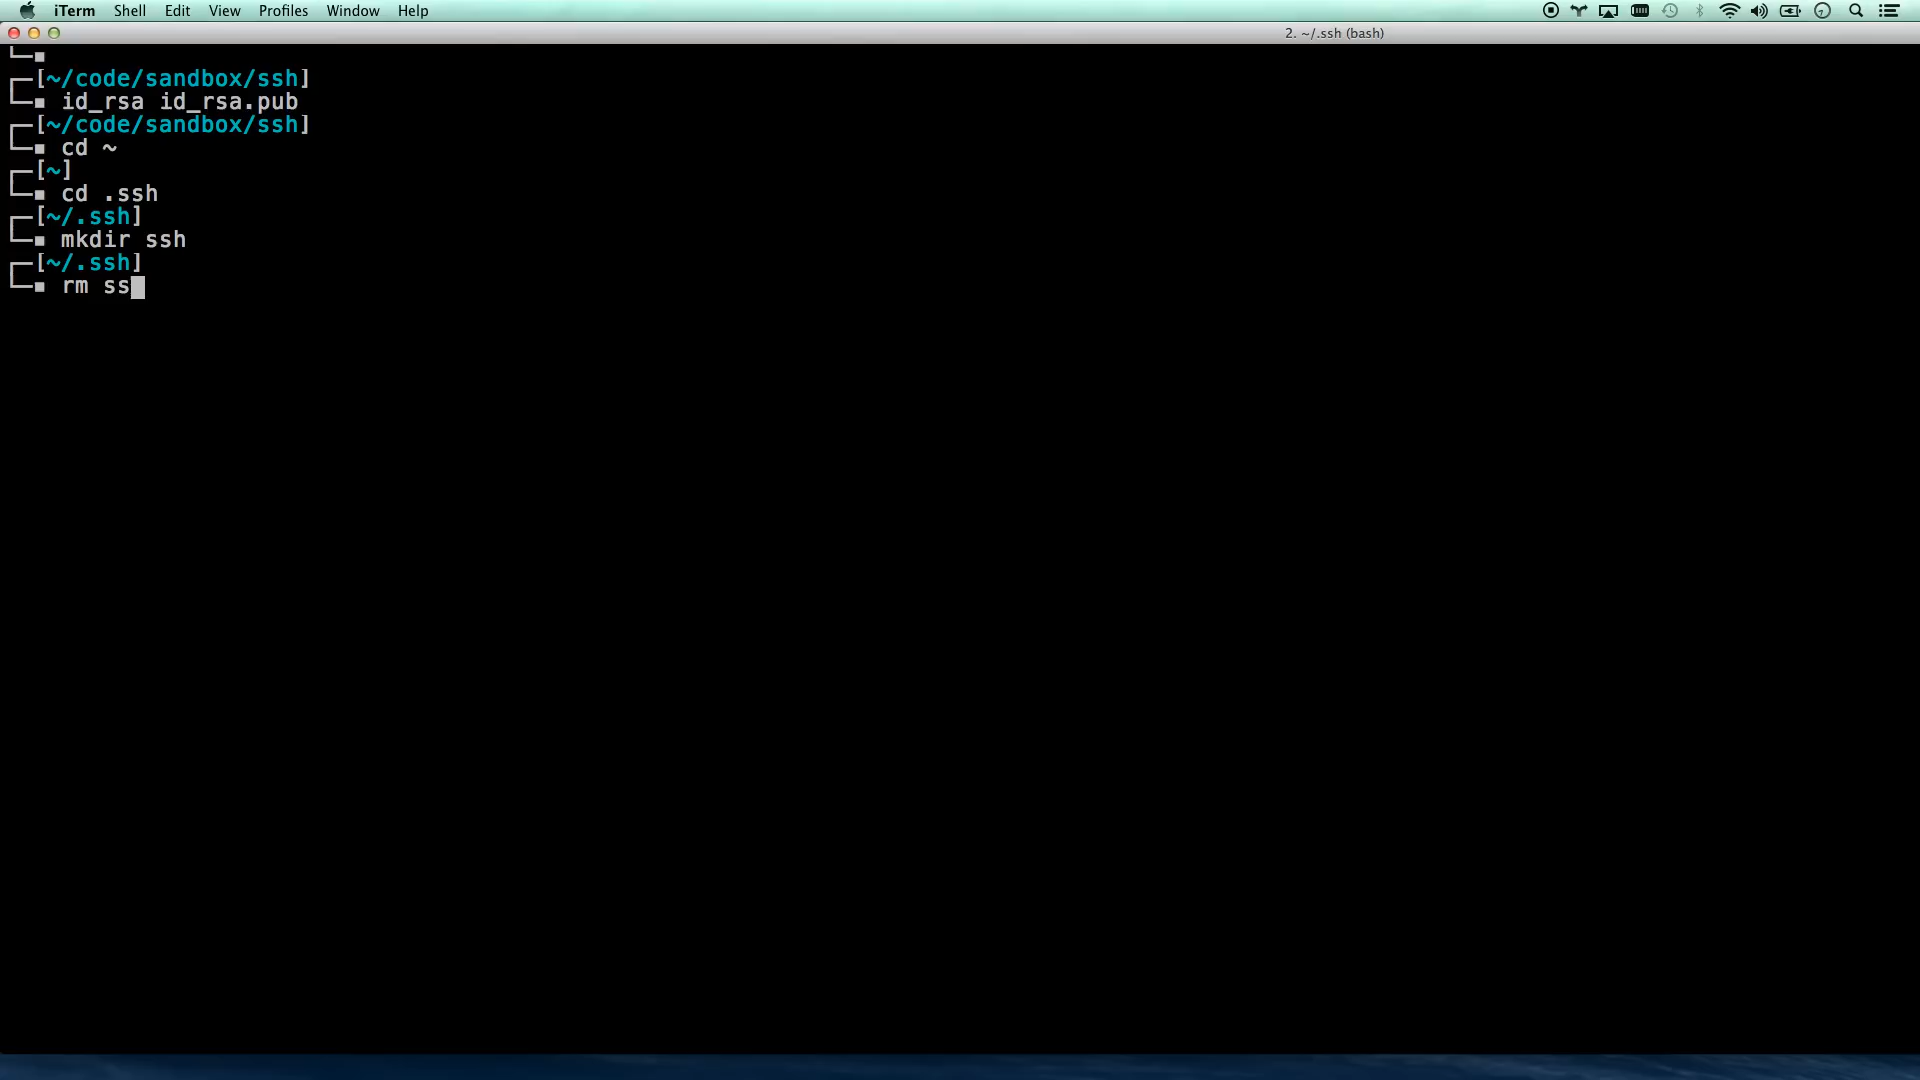 iTerm Shell Edit View Profiles Window Help
2. ~/.ssh (bash)
[~/code/sandbox/ssh]
id_rsa id_rsa.pub
[~/code/sandbox/ssh]
cd ~
[~]
cd .ssh
[~/.ssh]
mkdir ssh
[~/.ssh]
rm ss